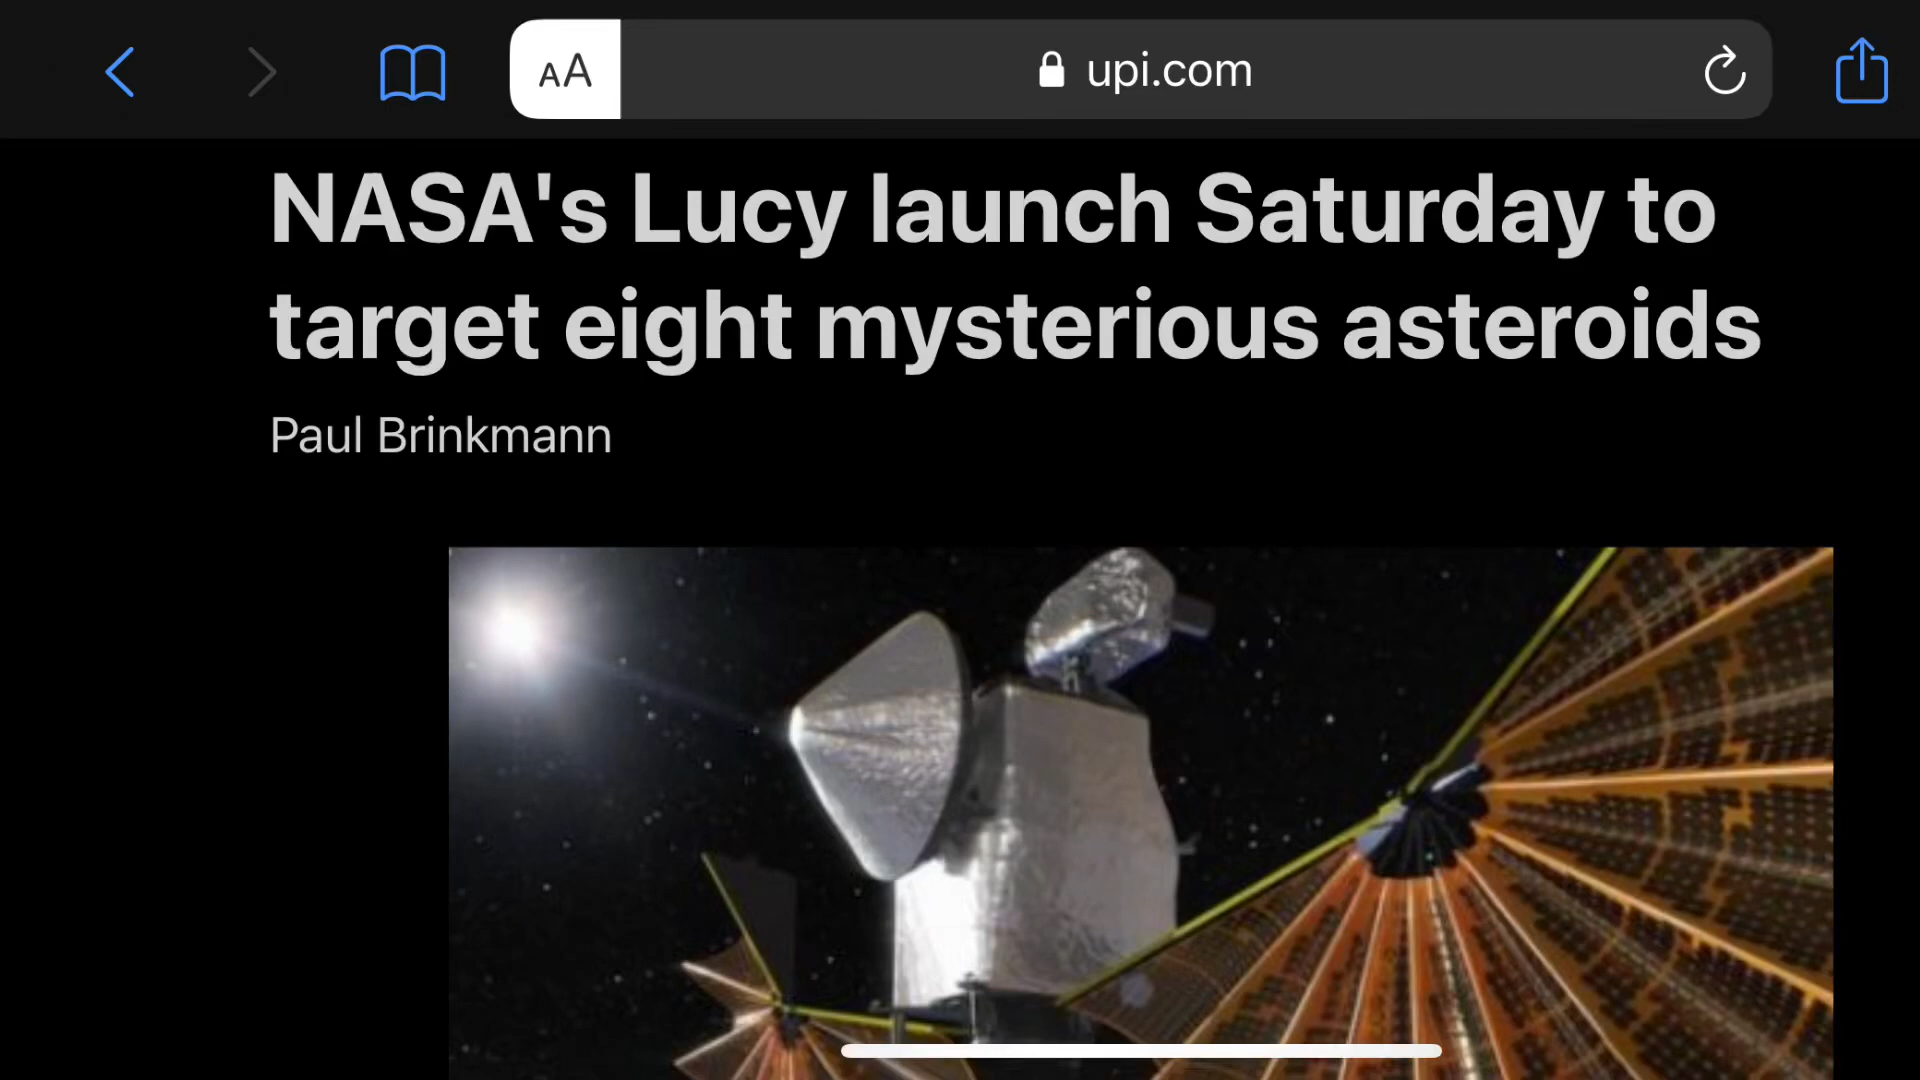 AA upi.com
NASA's Lucy launch Saturday to
target eight mysterious asteroids
Paul Brinkmann